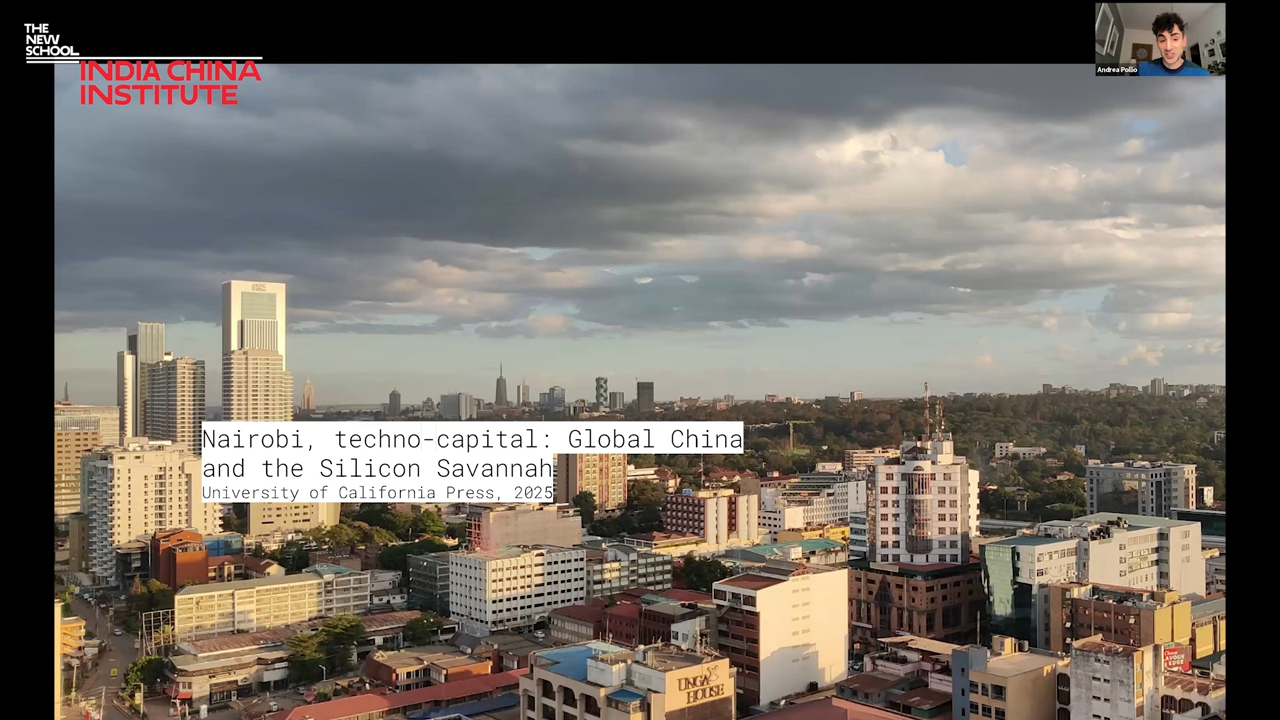 THE
NEW
SCHOOL
INDIA CHINA
INSTITUTE
Andrea Pollio
Nairobi, techno-capital: Global China
and the Silicon Savannah
University of California Press, 2025
UNGA
HOUSE